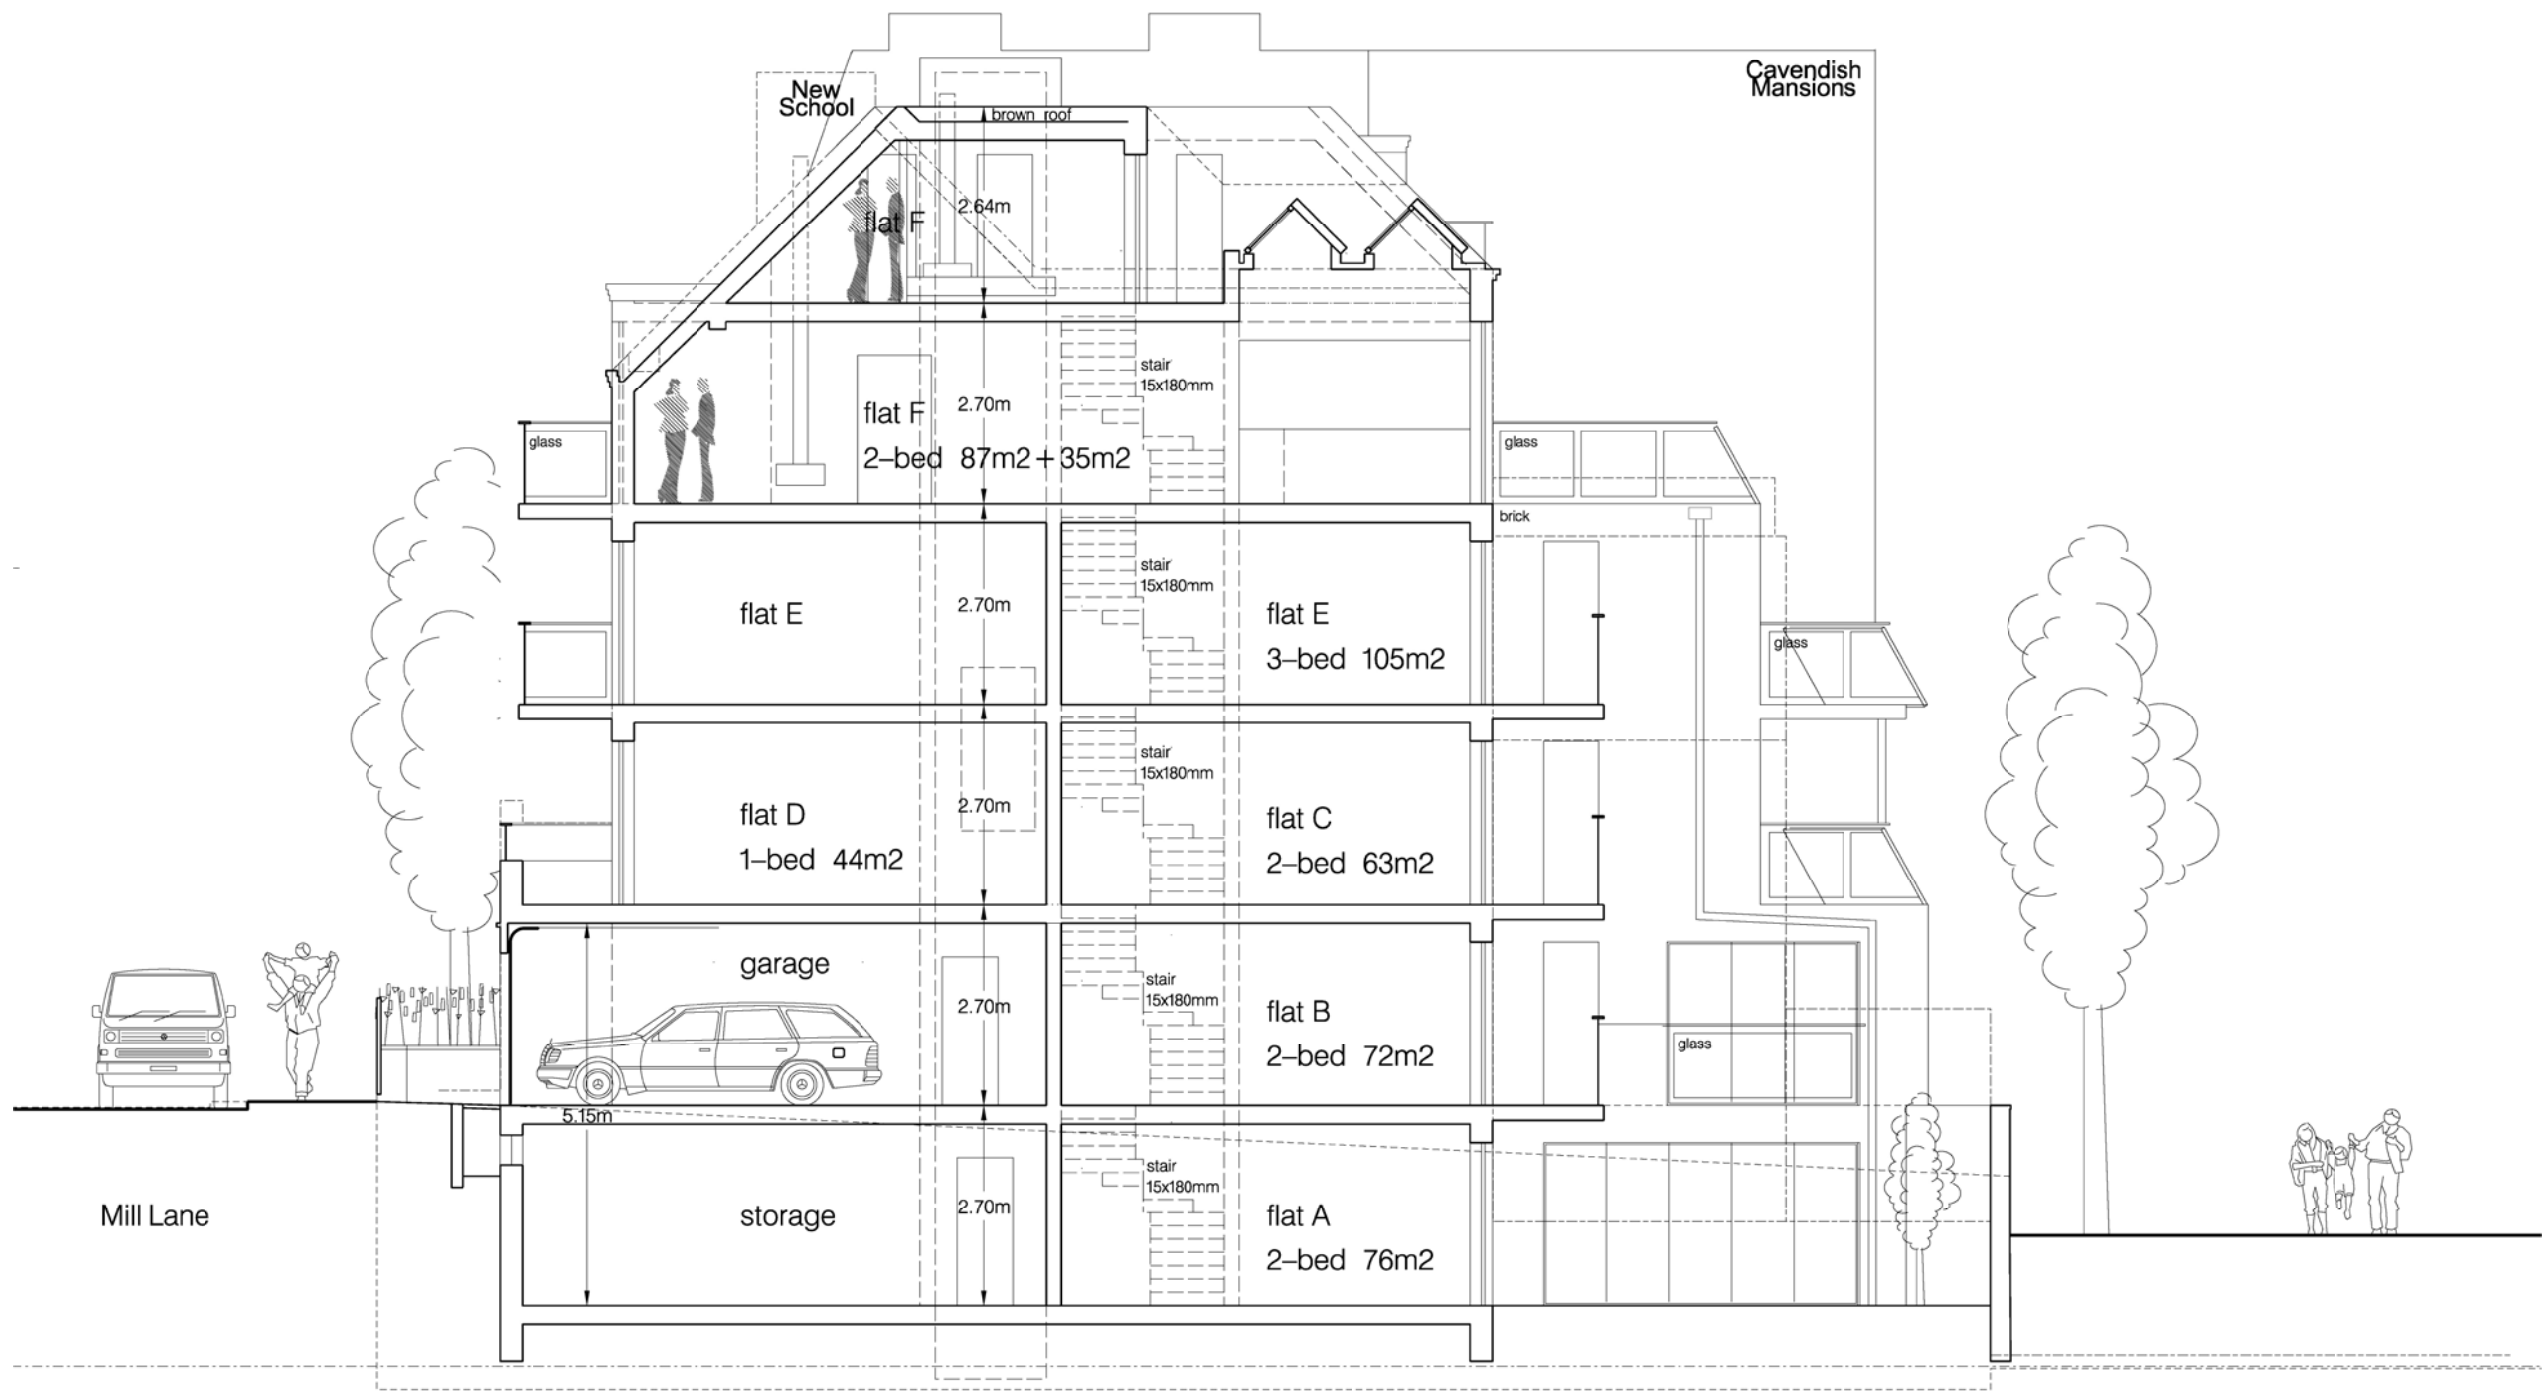 Cavendish
Mansions
New
School
brown roof
2.64m
flat F
stair
15x180mm
flat F
2.70m
2–bed 87m2+35m2
glass
glass
brick
stair
15x180mm
flat E
2.70m
flat E
3–bed 105m2
glass
stair
15x180mm
flat D
2.70m
flat C
1–bed 44m2
2–bed 63m2
garage
stair
15x180mm
2.70m
flat B
2–bed 72m2
glass
5.15m
stair
15x180mm
Mill Lane
storage
2.70m
flat A
2–bed 76m2